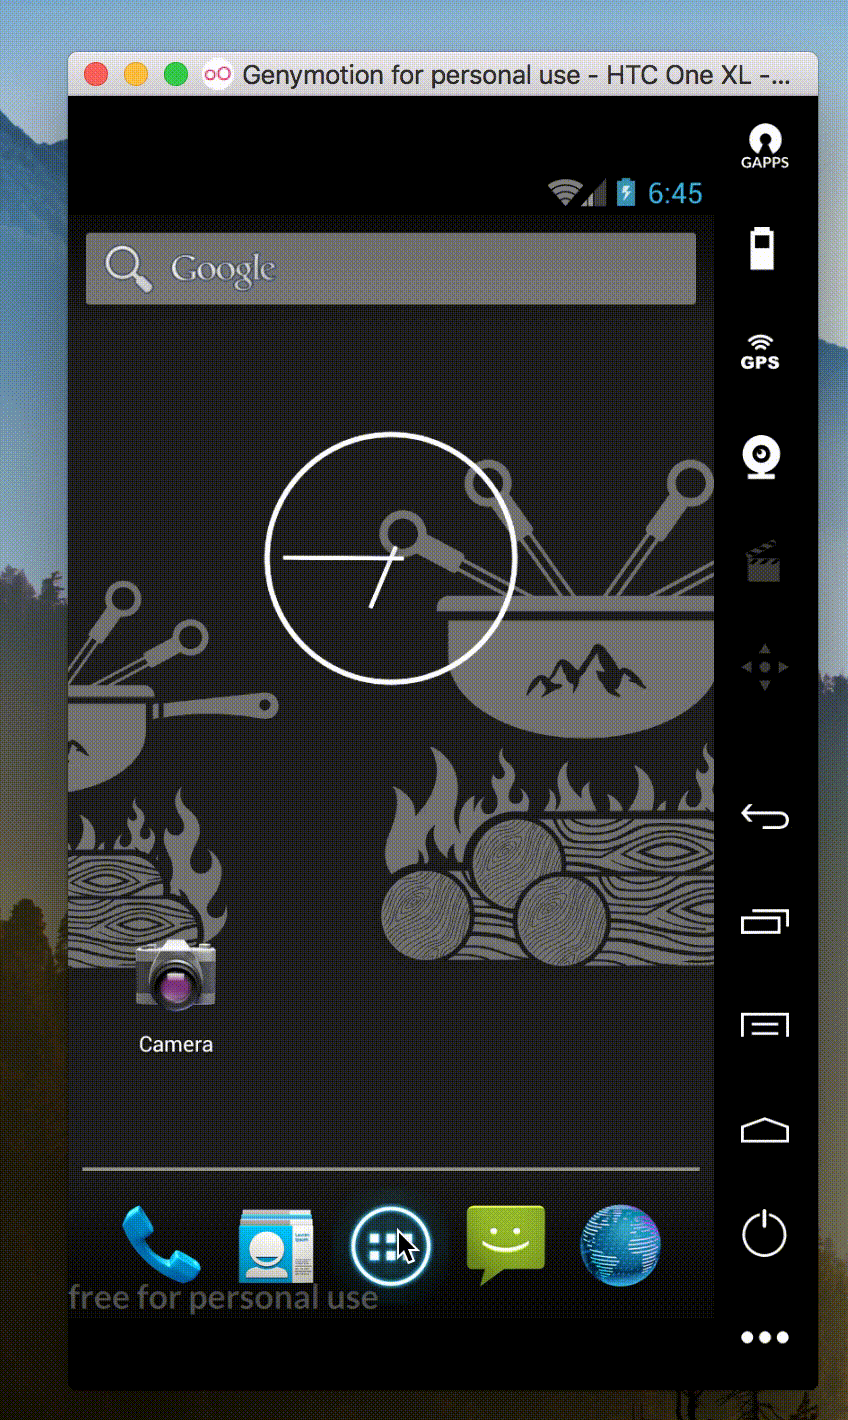 Genymotion for personal use - HTC One XL -...
GAPPS
6:45
Google
GPS
Camera
free for personal use